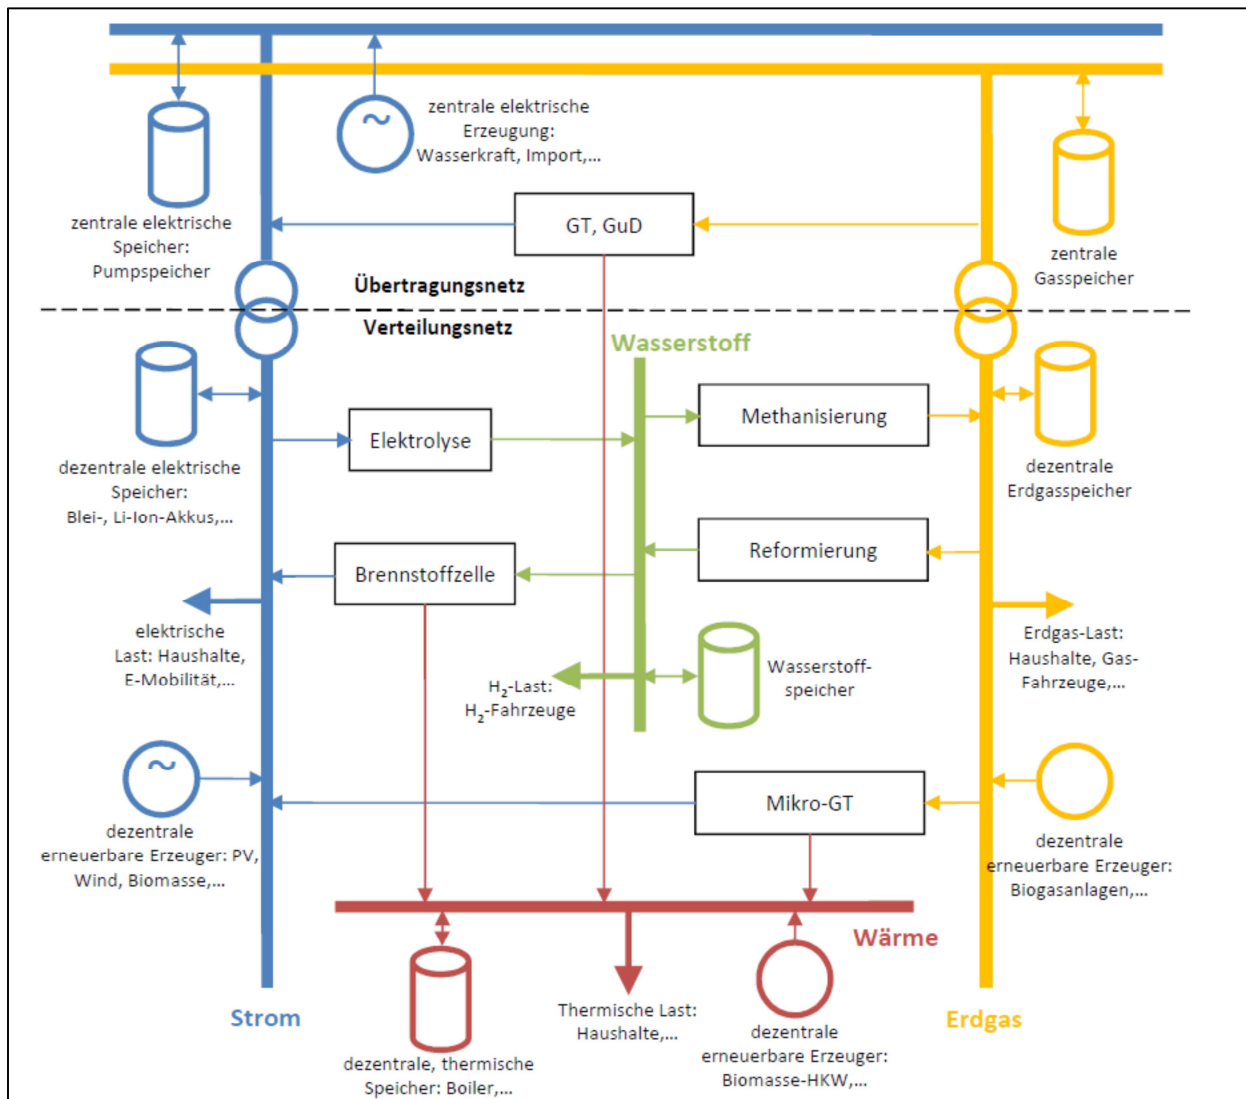 ~
zentrale elektrische
Erzeugung:
Wasserkraft, Import,...
zentrale elektrische
Speicher:
Pumpspeicher
GT, GuD
zentrale
Gasspeicher
Übertragungsnetz
Verteilungsnetz
Wasserstoff
Elektrolyse
Methanisierung
dezentrale elektrische
Speicher:
Blei-, Li-Ion-Akkus,...
dezentrale
Erdgasspeicher
Brennstoffzelle
Reformierung
elektrische
Last: Haushalte,
E-Mobilität,...
Erdgas-Last:
Haushalte, Gas-
Fahrzeuge,...
H₂-Last:
H₂-Fahrzeuge
Wasserstoff-
speicher
~
dezentrale
erneuerbare Erzeuger: PV,
Wind, Biomasse,...
Mikro-GT
dezentrale
erneuerbare Erzeuger:
Biogasanlagen,...
Wärme
Strom
Erdgas
dezentrale, thermische
Speicher: Boiler,...
Thermische Last:
Haushalte,...
dezentrale
erneuerbare Erzeuger:
Biomasse-HKW,...